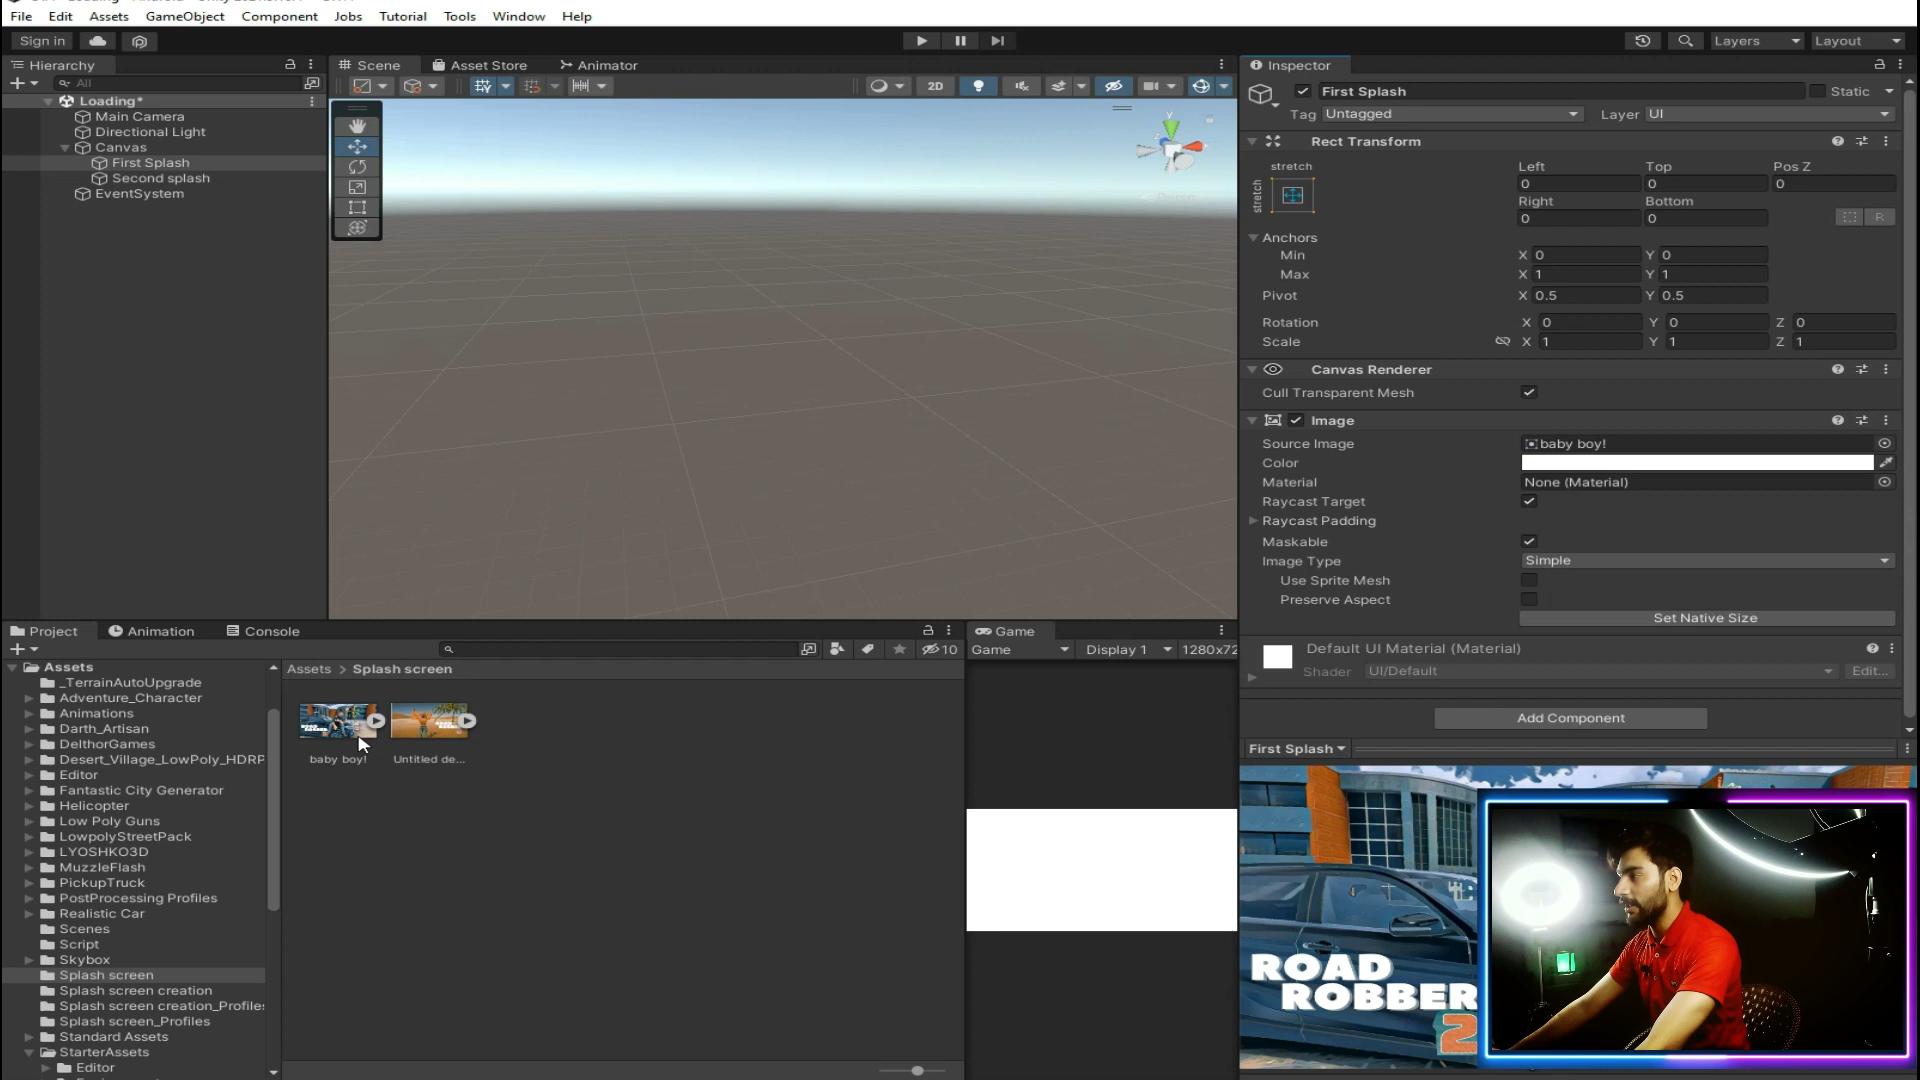 File Edit Assets GameObject Component Jobs Tutorial Tools Window Help
Sign in
Layers
Layout
Hierarchy
All
Loading*
Main Camera
Directional Light
Canvas
First Splash
Second splash
EventSystem
Scene
Asset Store
Animator
2D
Inspector
First Splash
Static
Tag Untagged
Layer UI
Rect Transform
stretch
stretch
Left Top Pos Z
0 0 0
Right Bottom
0 0
R
Anchors
Min X 0 Y 0
Max X 1 Y 1
Pivot X 0.5 Y 0.5
Rotation X 0 Y 0 Z 0
Scale X 1 Y 1 Z 1
Canvas Renderer
Cull Transparent Mesh
Image
Source Image baby boy!
Color
Material None (Material)
Raycast Target
Raycast Padding
Maskable
Image Type Simple
Use Sprite Mesh
Preserve Aspect
Set Native Size
Default UI Material (Material)
Shader UI/Default Edit...
Add Component
First Splash
ROAD
ROBBER
2
Project
Animation
Console
10
Assets
_TerrainAutoUpgrade
Adventure_Character
Animations
Darth_Artisan
DelthorGames
Desert_Village_LowPoly_HDRP
Editor
Fantastic City Generator
Helicopter
Low Poly Guns
LowpolyStreetPack
LYOSHKO3D
MuzzleFlash
PickupTruck
PostProcessing Profiles
Realistic Car
Scenes
Script
Skybox
Splash screen
Splash screen creation
Splash screen creation_Profiles
Splash screen_Profiles
Standard Assets
StarterAssets
Editor
Assets > Splash screen
baby boy!
Untitled de...
Game
Game
Display 1
1280x72